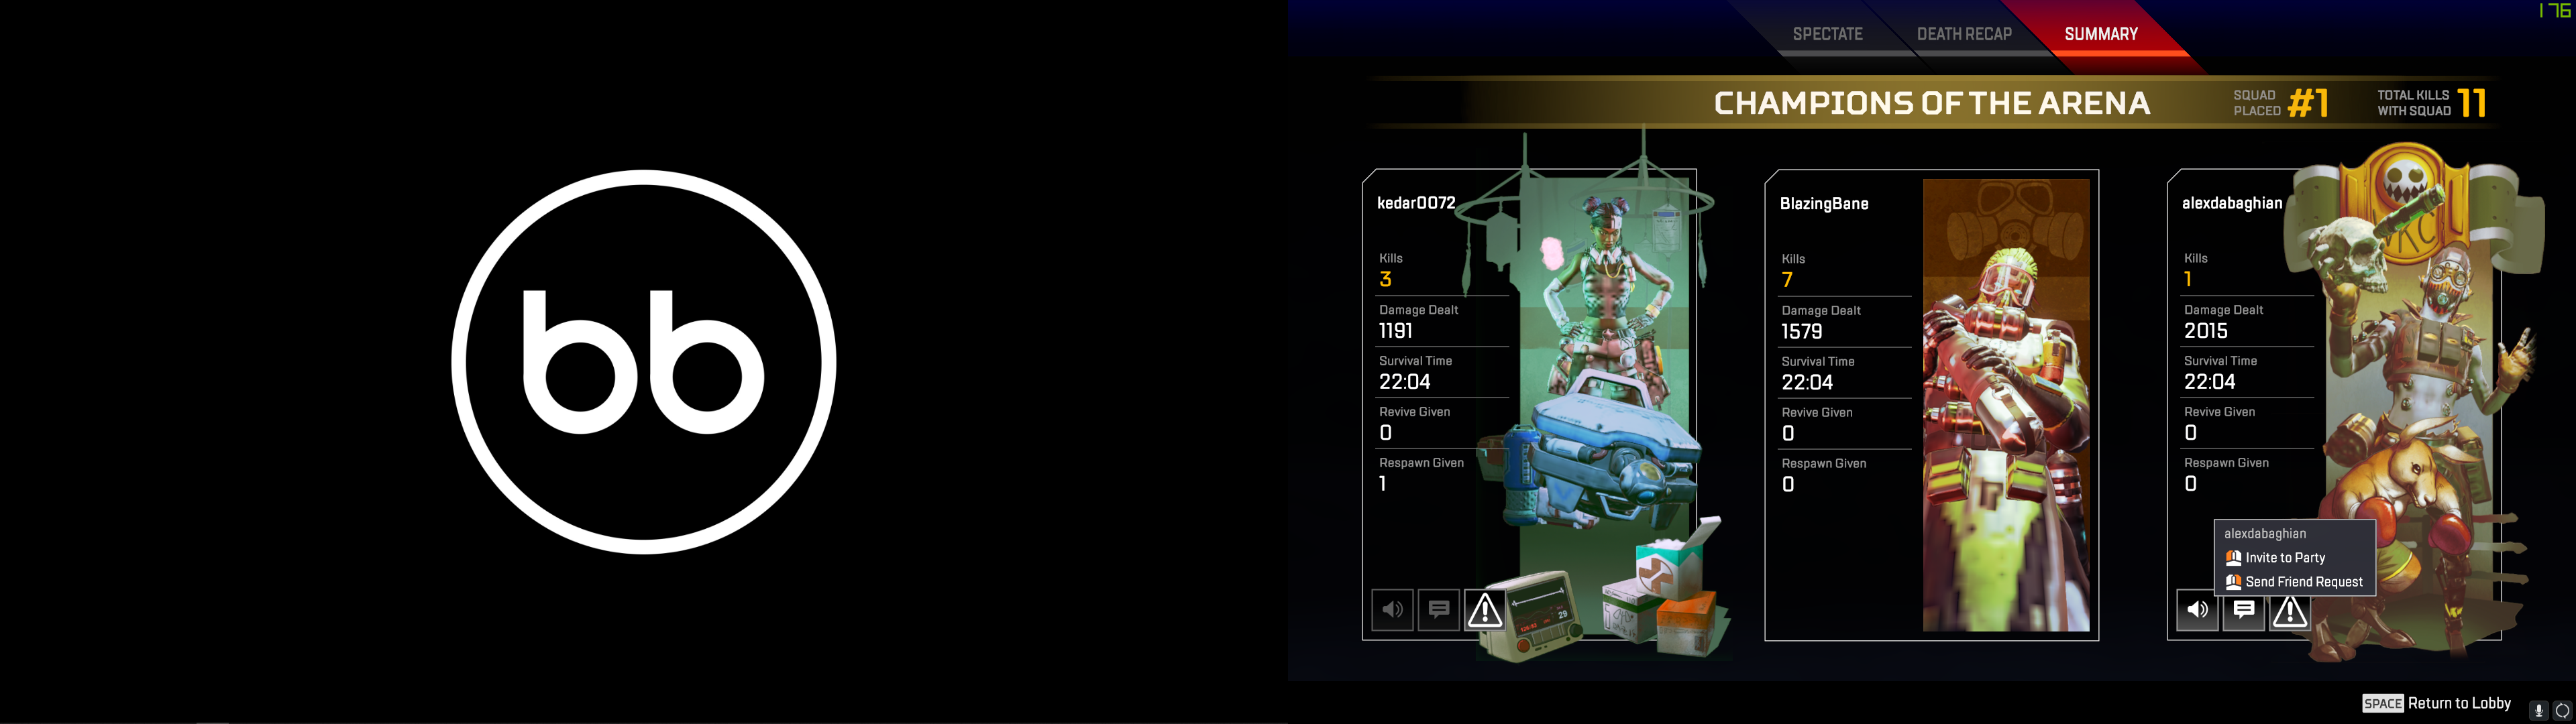 bb
176
SPECTATE
DEATH RECAP
SUMMARY
CHAMPIONS OF THE ARENA
SQUAD
PLACED
#1
TOTAL KILLS
WITH SQUAD
11
kedar0072
Kills
3
Damage Dealt
1191
Survival Time
22:04
Revive Given
0
Respawn Given
1
29
BlazingBane
Kills
7
Damage Dealt
1579
Survival Time
22:04
Revive Given
0
Respawn Given
0
alexdabaghian
Kills
1
Damage Dealt
2015
Survival Time
22:04
Revive Given
0
Respawn Given
0
alexdabaghian
Invite to Party
Send Friend Request
SPACE Return to Lobby